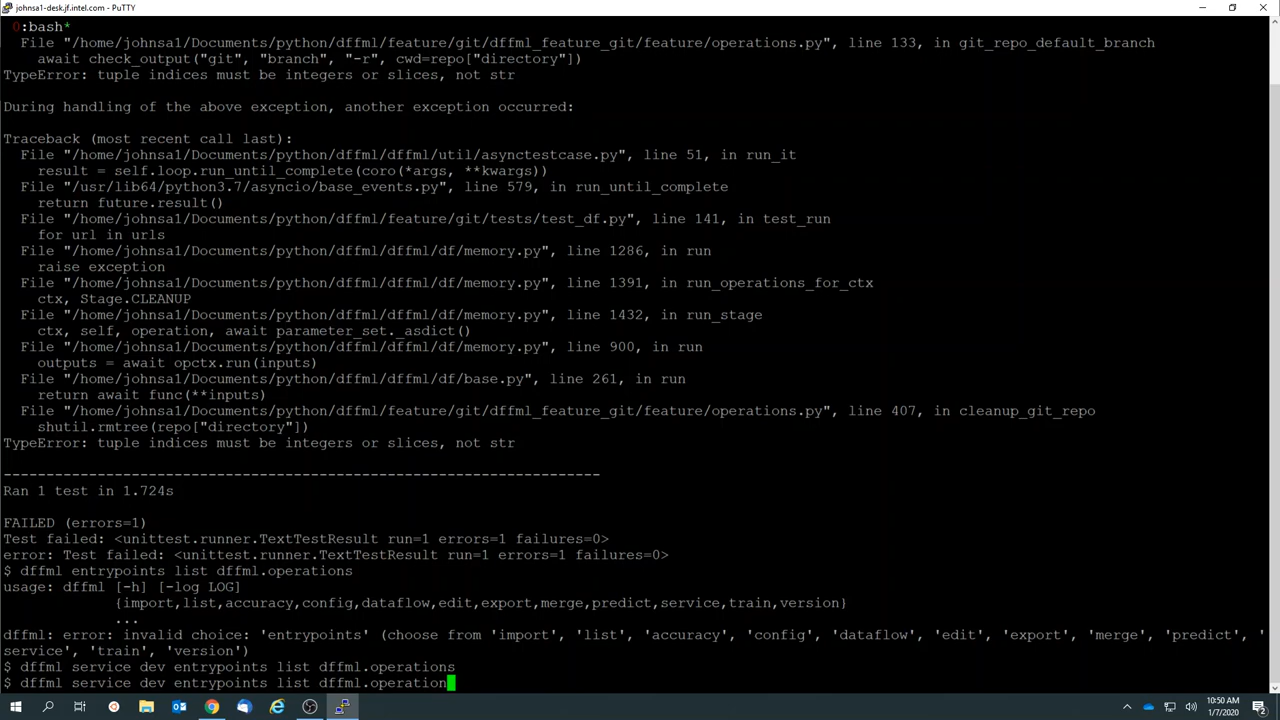 johnsa1-desk.jf.intel.com - PuTTY
0:bash*
File "/home/johnsa1/Documents/python/dffml/feature/git/dffml_feature_git/feature/operations.py", line 133, in git_repo_default_branch
await check_output("git", "branch", "-r", cwd=repo["directory"])
TypeError: tuple indices must be integers or slices, not str
During handling of the above exception, another exception occurred:
Traceback (most recent call last):
File "/home/johnsa1/Documents/python/dffml/dffml/util/asynctestcase.py", line 51, in run_it
result = self.loop.run_until_complete(coro(*args, **kwargs))
File "/usr/lib64/python3.7/asyncio/base_events.py", line 579, in run_until_complete
return future.result()
File "/home/johnsa1/Documents/python/dffml/feature/git/tests/test_df.py", line 141, in test_run
for url in urls
File "/home/johnsa1/Documents/python/dffml/dffml/df/memory.py", line 1286, in run
raise exception
File "/home/johnsa1/Documents/python/dffml/dffml/df/memory.py", line 1391, in run_operations_for_ctx
ctx, Stage.CLEANUP
File "/home/johnsa1/Documents/python/dffml/dffml/df/memory.py", line 1432, in run_stage
ctx, self, operation, await parameter_set._asdict()
File "/home/johnsa1/Documents/python/dffml/dffml/df/memory.py", line 900, in run
outputs = await opctx.run(inputs)
File "/home/johnsa1/Documents/python/dffml/dffml/df/base.py", line 261, in run
return await func(**inputs)
File "/home/johnsa1/Documents/python/dffml/feature/git/dffml_feature_git/feature/operations.py", line 407, in cleanup_git_repo
shutil.rmtree(repo["directory"])
TypeError: tuple indices must be integers or slices, not str
----------------------------------------------------------------------
Ran 1 test in 1.724s
FAILED (errors=1)
Test failed: <unittest.runner.TextTestResult run=1 errors=1 failures=0>
error: Test failed: <unittest.runner.TextTestResult run=1 errors=1 failures=0>
$ dffml entrypoints list dffml.operations
usage: dffml [-h] [-log LOG]
{import,list,accuracy,config,dataflow,edit,export,merge,predict,service,train,version}
...
dffml: error: invalid choice: 'entrypoints' (choose from 'import', 'list', 'accuracy', 'config', 'dataflow', 'edit', 'export', 'merge', 'predict', '
service', 'train', 'version')
$ dffml service dev entrypoints list dffml.operations
$ dffml service dev entrypoints list dffml.operation
10:50 AM
1/7/2020
2